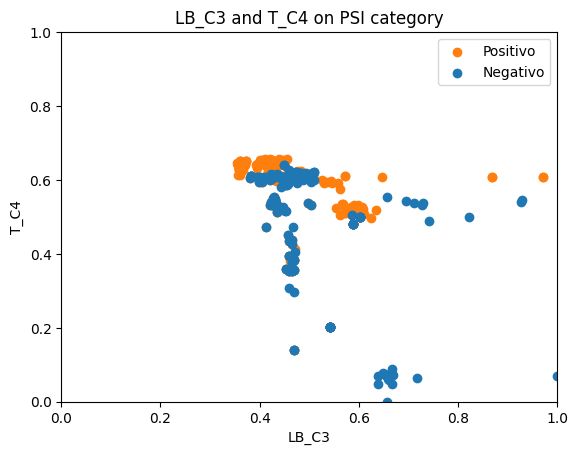 LB_C3 and T_C4 on PSI category
Positivo
Negativo
1.0
0.8
0.6
0.4
0.2
0.0
T_C4
0.0 0.2 0.4 0.6 0.8 1.0
LB_C3